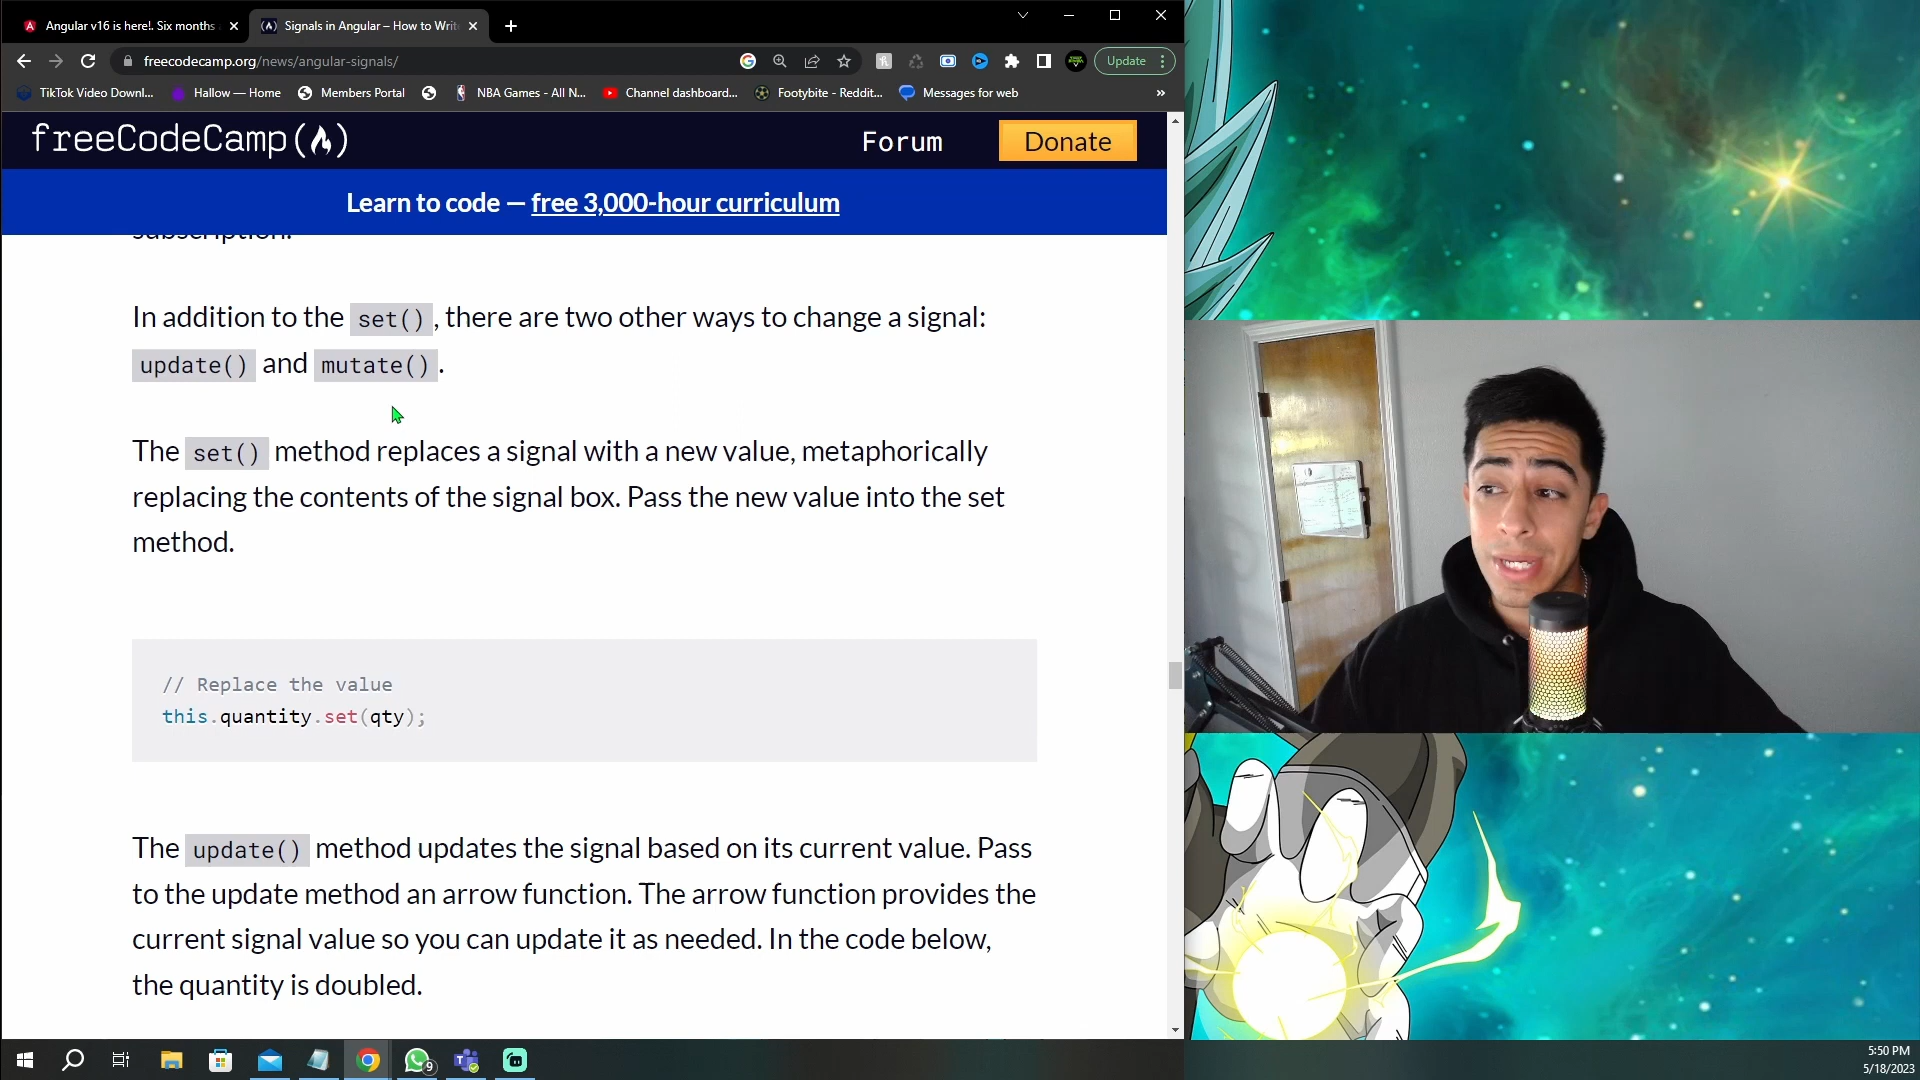 Angular v16 is here!. Six months
Signals in Angular – How to Write
freecodecamp.org/news/angular-signals/
Update
TikTok Video Downl...
Hallow — Home
Members Portal
NBA Games - All N...
Channel dashboard...
Footybite - Reddit...
Messages for web
freeCodeCamp
Forum
Donate
Learn to code — free 3,000-hour curriculum
subscription.
In addition to the set(), there are two other ways to change a signal:
update() and mutate().
The set() method replaces a signal with a new value, metaphorically
replacing the contents of the signal box. Pass the new value into the set
method.
// Replace the value
this.quantity.set(qty);
The update() method updates the signal based on its current value. Pass
to the update method an arrow function. The arrow function provides the
current signal value so you can update it as needed. In the code below,
the quantity is doubled.
9
5:50 PM
5/18/2023